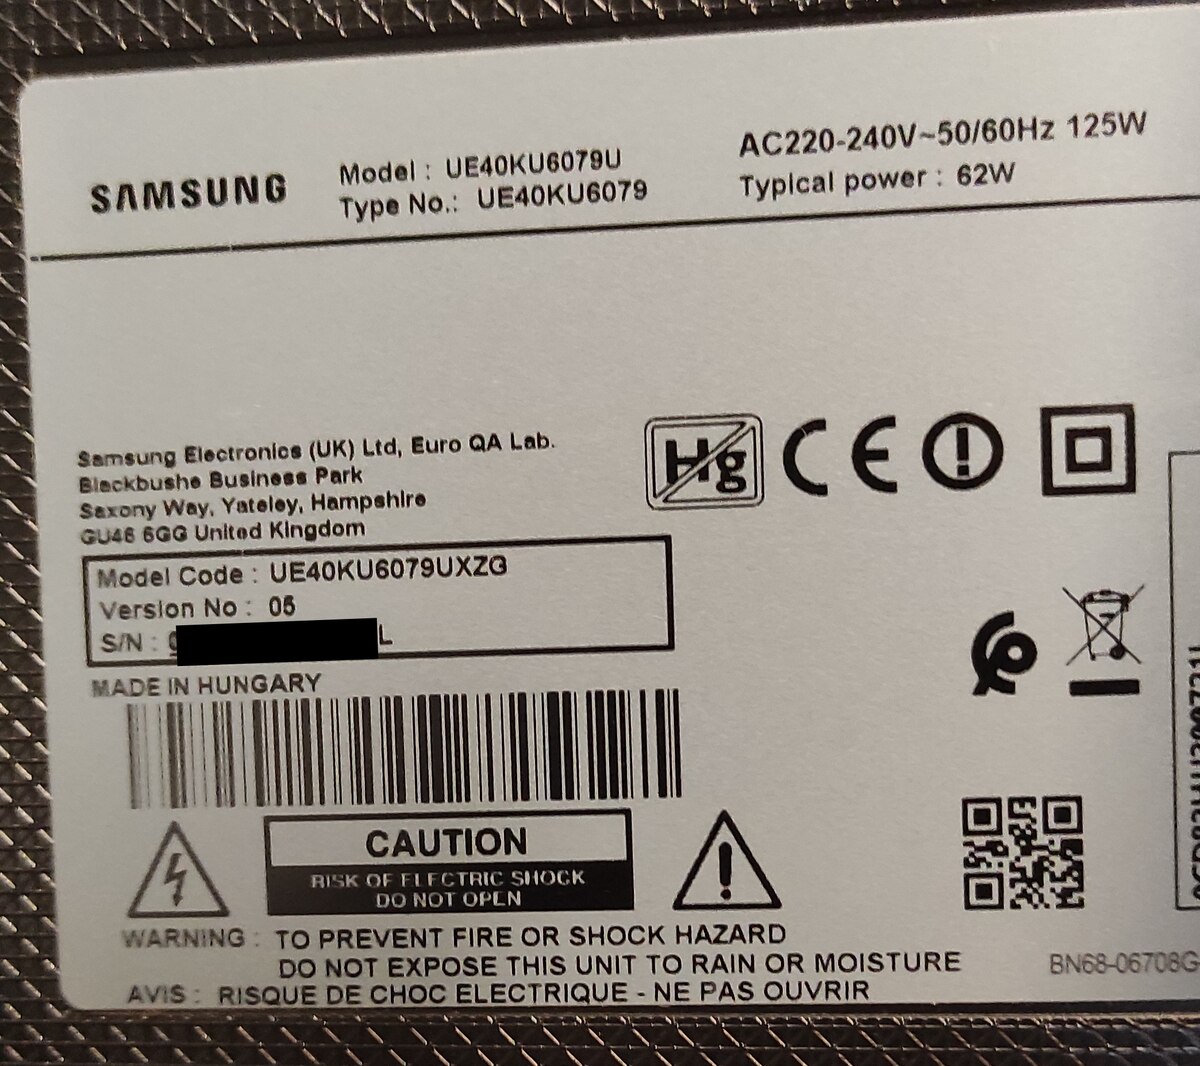 SAMSUNG
Model : UE40KU6079U
Type No.: UE40KU6079
AC220-240V~50/60Hz 125W
Typical power : 62W
Samsung Electronics (UK) Ltd, Euro QA Lab.
Blackbushe Business Park
Saxony Way, Yateley, Hampshire
GU46 6GG United Kingdom
Hg
CE
Model Code : UE40KU6079UXZG
Version No : 05
S/N : L
MADE IN HUNGARY
CAUTION
RISK OF ELECTRIC SHOCK
DO NOT OPEN
WARNING : TO PREVENT FIRE OR SHOCK HAZARD
DO NOT EXPOSE THIS UNIT TO RAIN OR MOISTURE
BN68-06708G
AVIS : RISQUE DE CHOC ELECTRIQUE - NE PAS OUVRIR